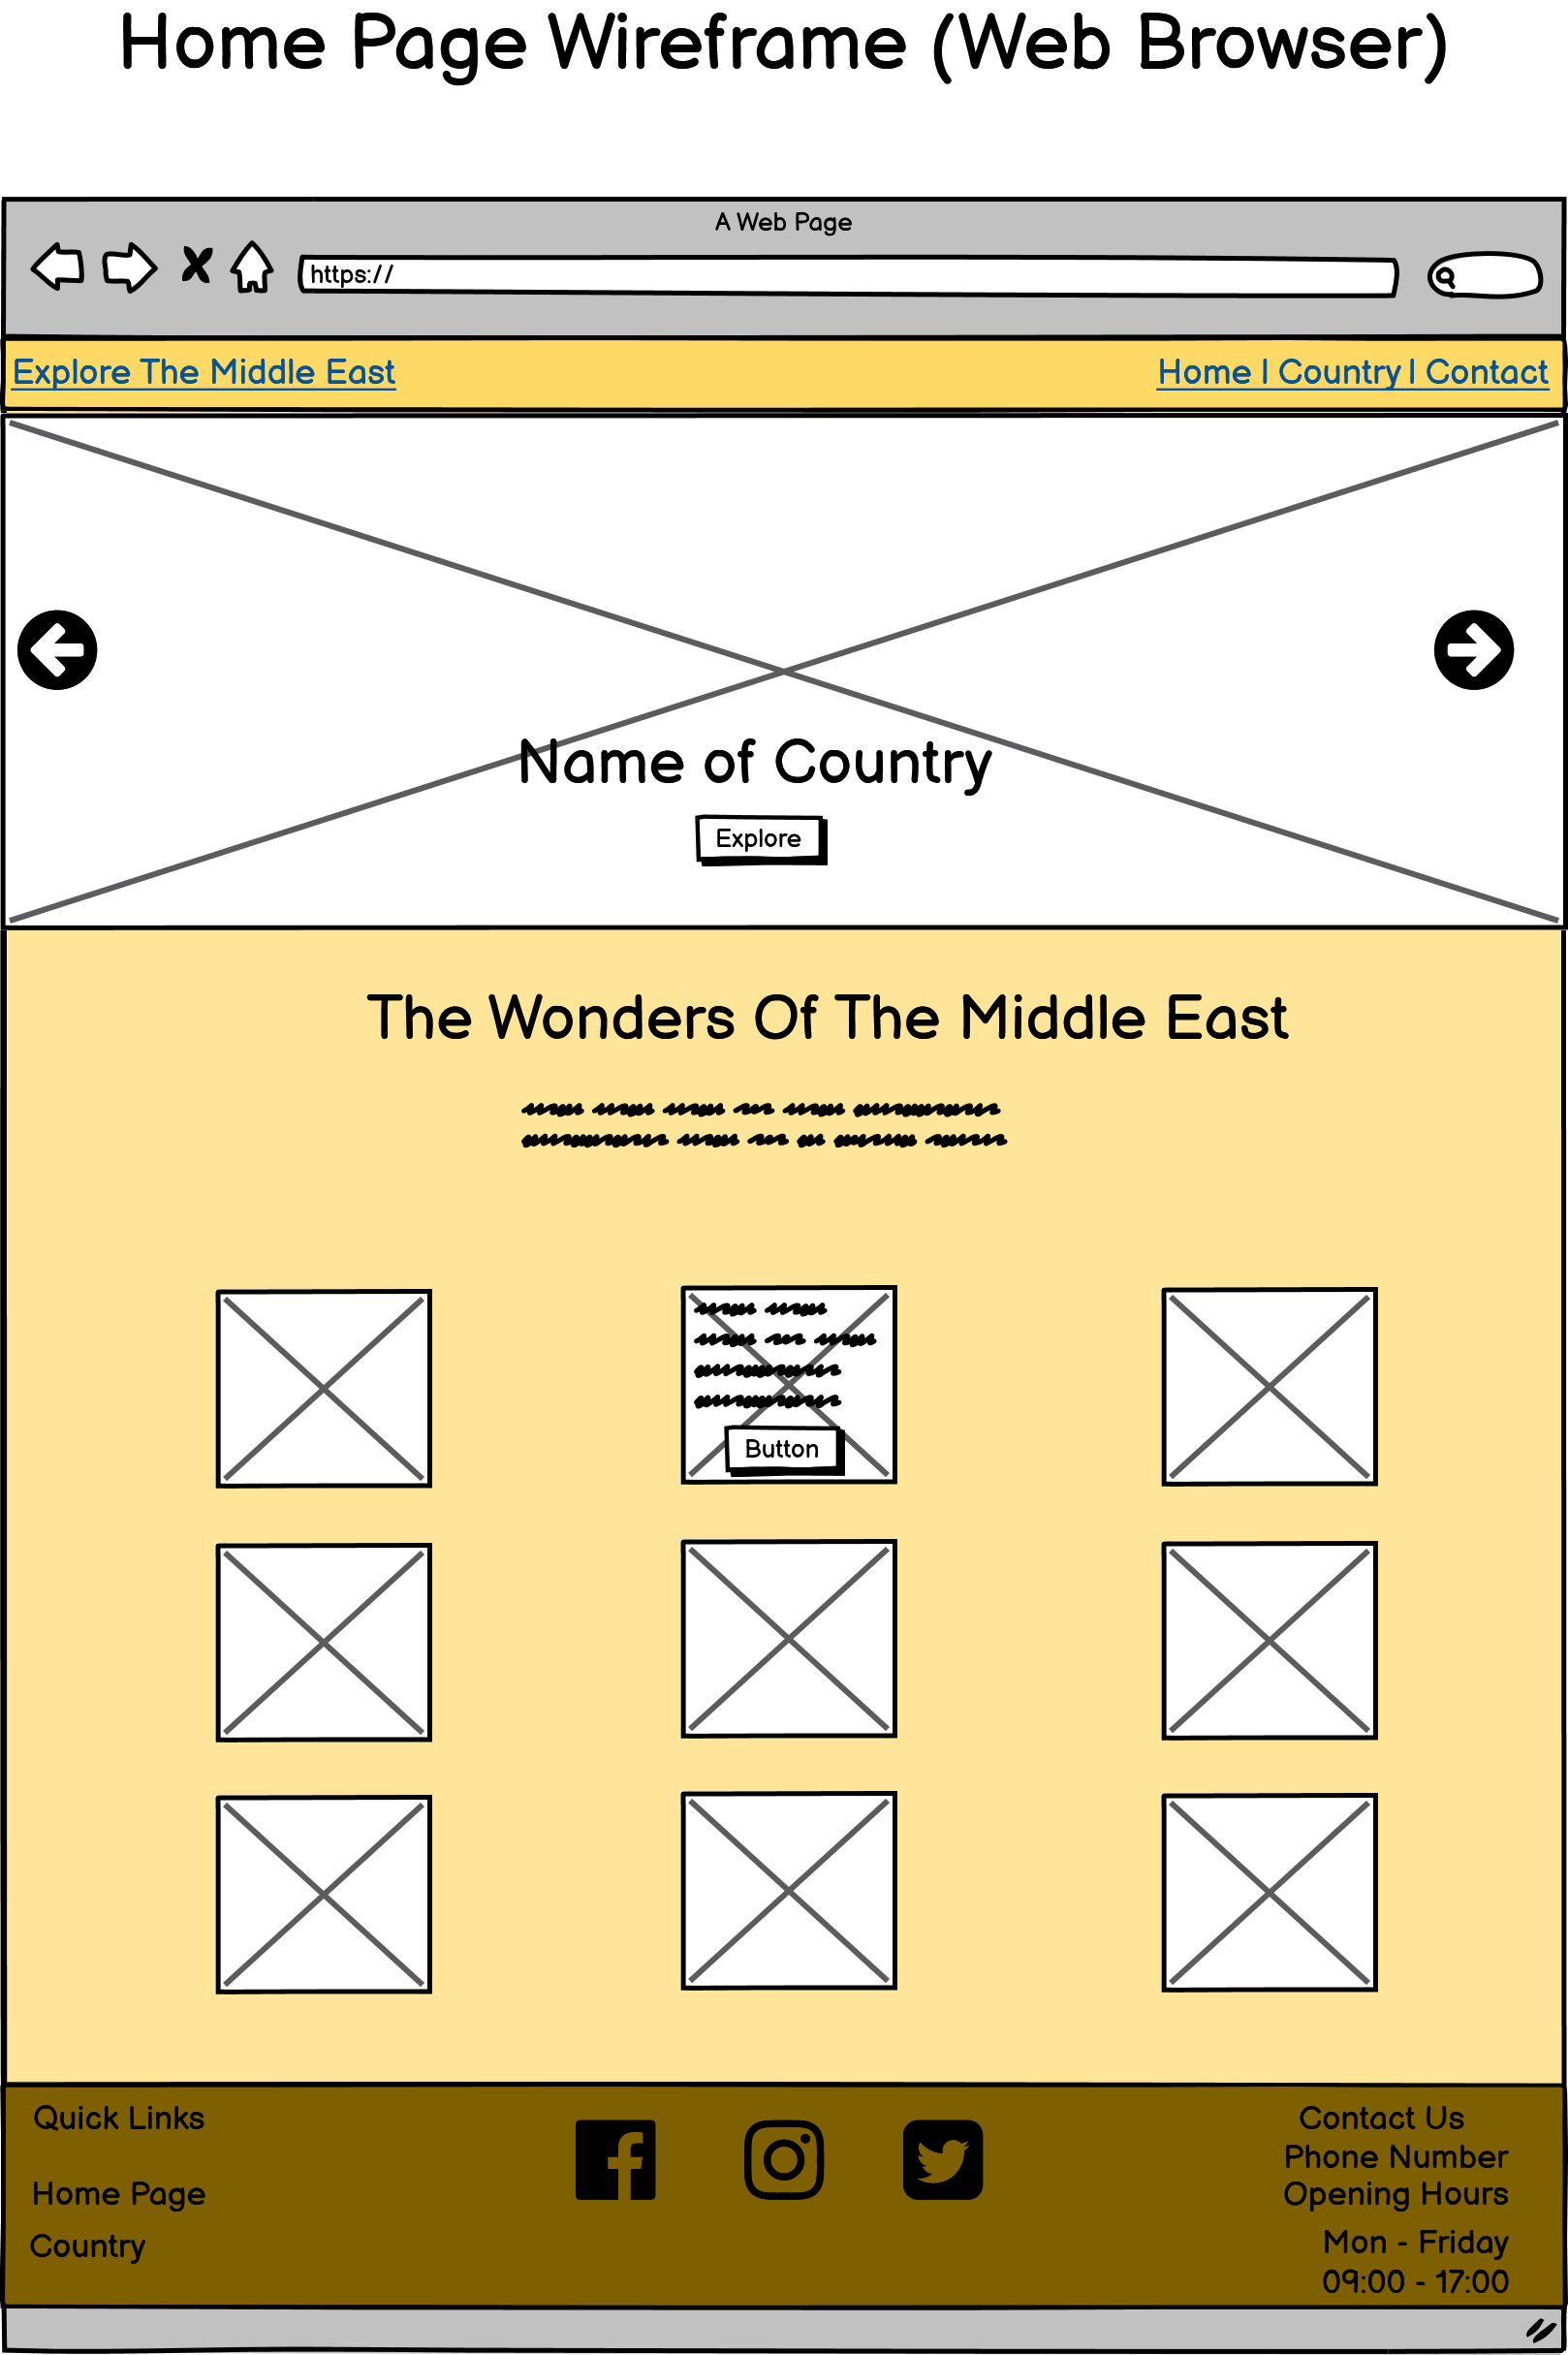 Home Page Wireframe (Web Browser)
A Web Page
https://
Explore The Middle East
Home | Country | Contact
Name of Country
Explore
The Wonders Of The Middle East
Button
Quick Links
Home Page
Country
Contact Us
Phone Number
Opening Hours
Mon - Friday
09:00 - 17:00